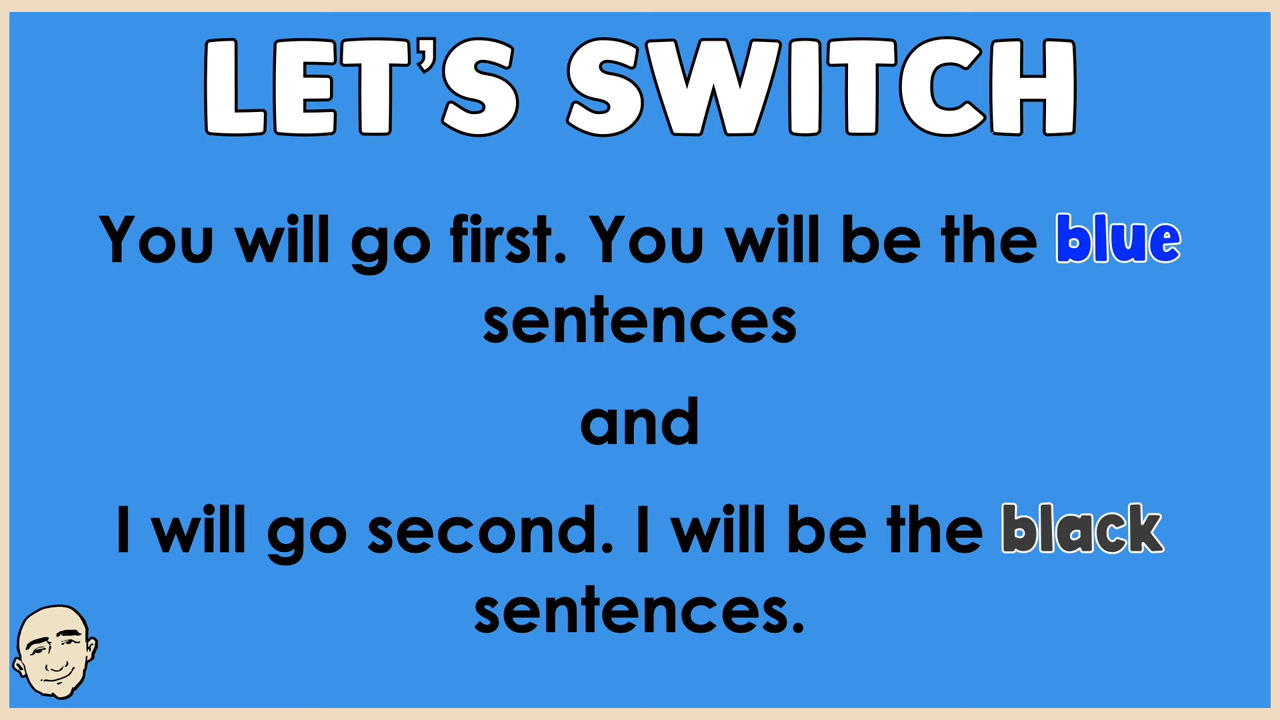 LET'S SWITCH
You will go first. You will be the blue
sentences
and
I will go second. I will be the black
sentences.